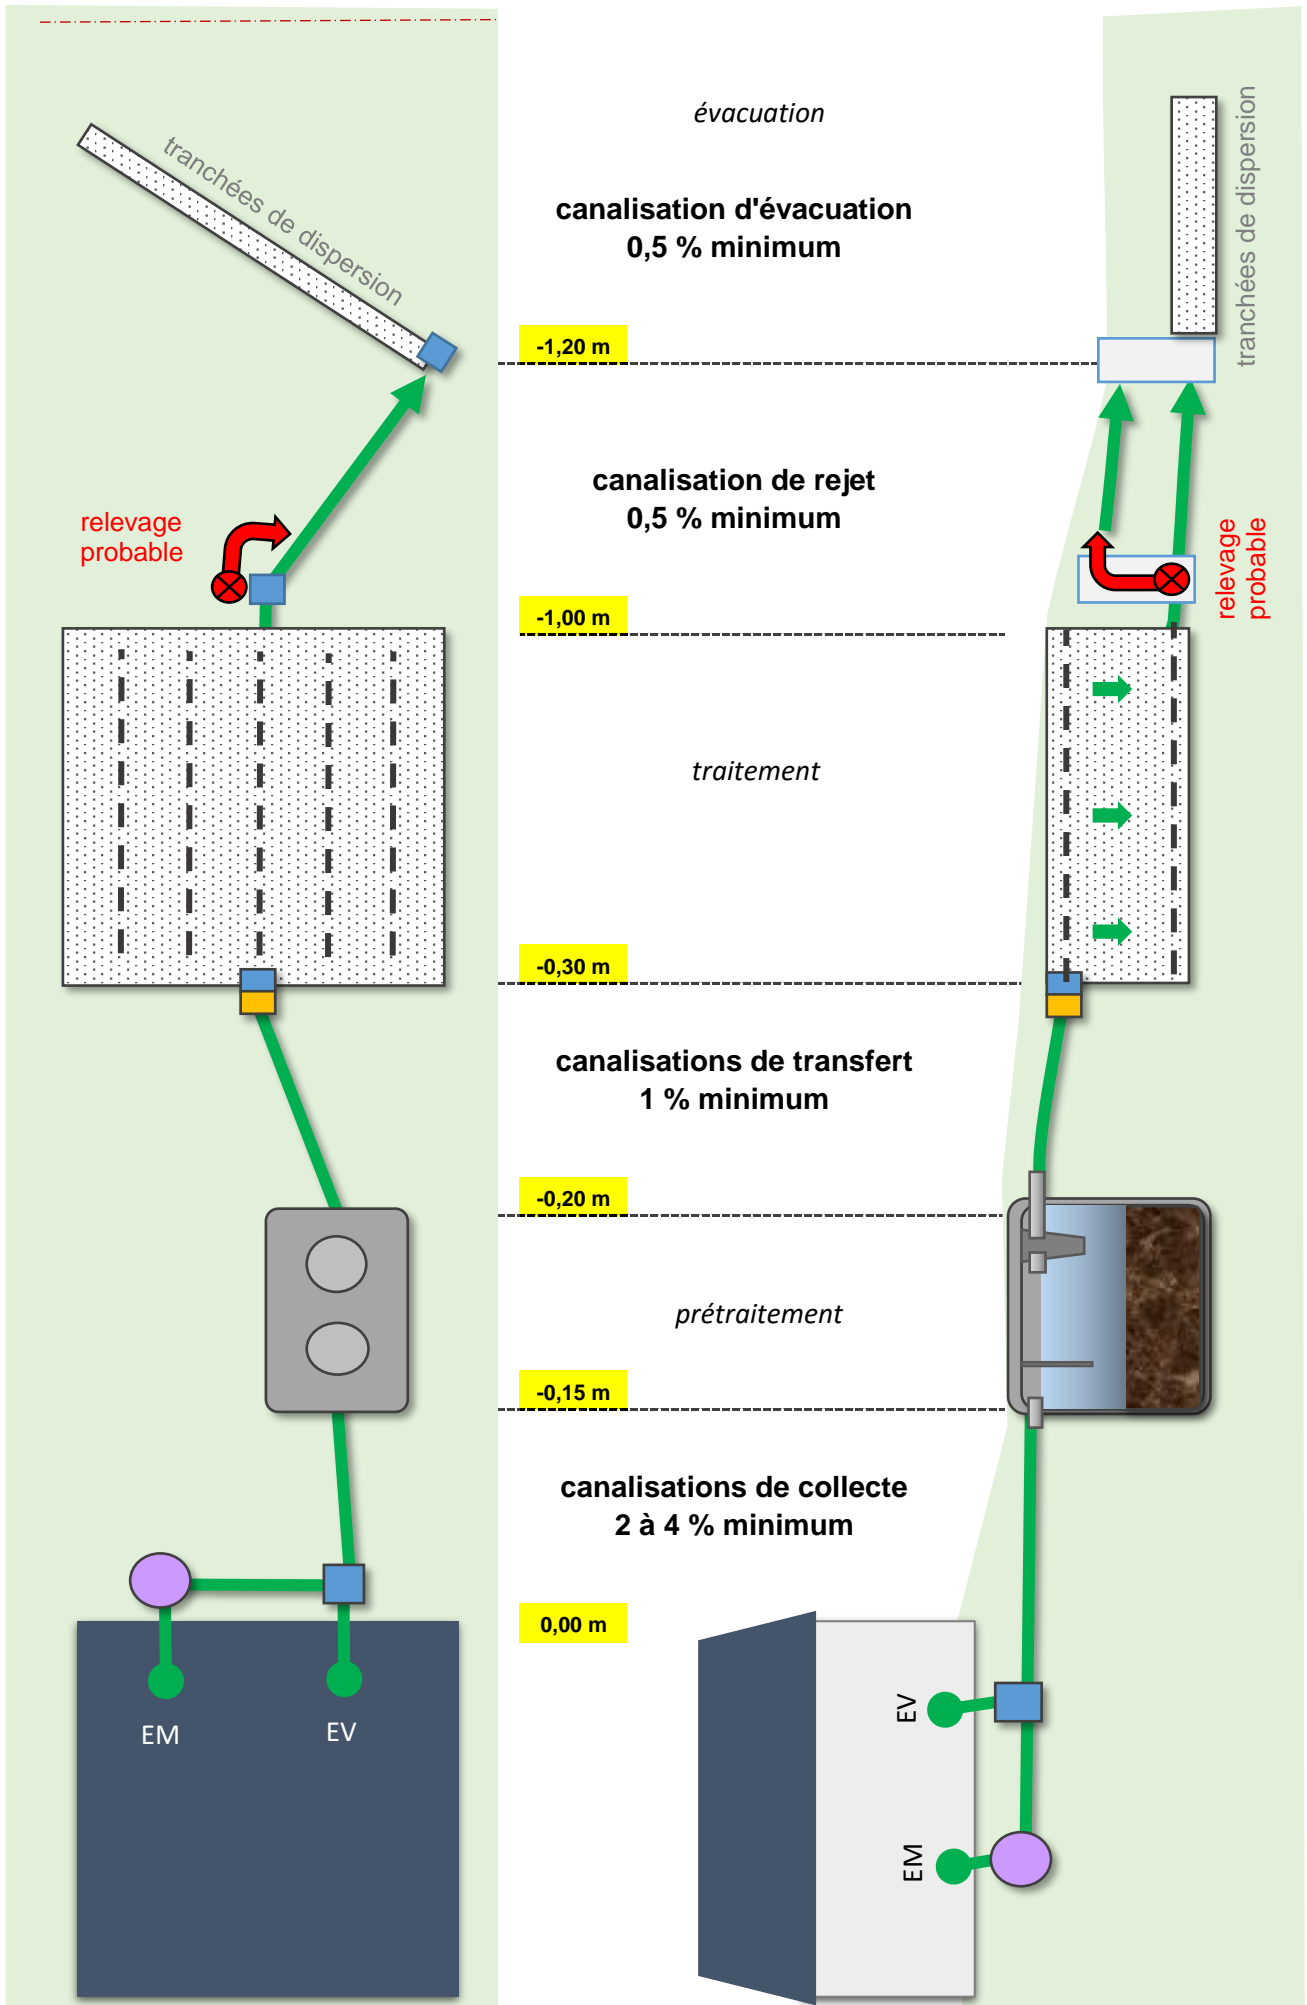 évacuation
tranchées de dispersion
tranchées de dispersion
canalisation d'évacuation
0,5 % minimum
-1,20 m
canalisation de rejet
0,5 % minimum
relevage
probable
relevage
probable
-1,00 m
traitement
-0,30 m
canalisations de transfert
1 % minimum
-0,20 m
prétraitement
-0,15 m
canalisations de collecte
2 à 4 % minimum
0,00 m
EM
EV
EV
EM